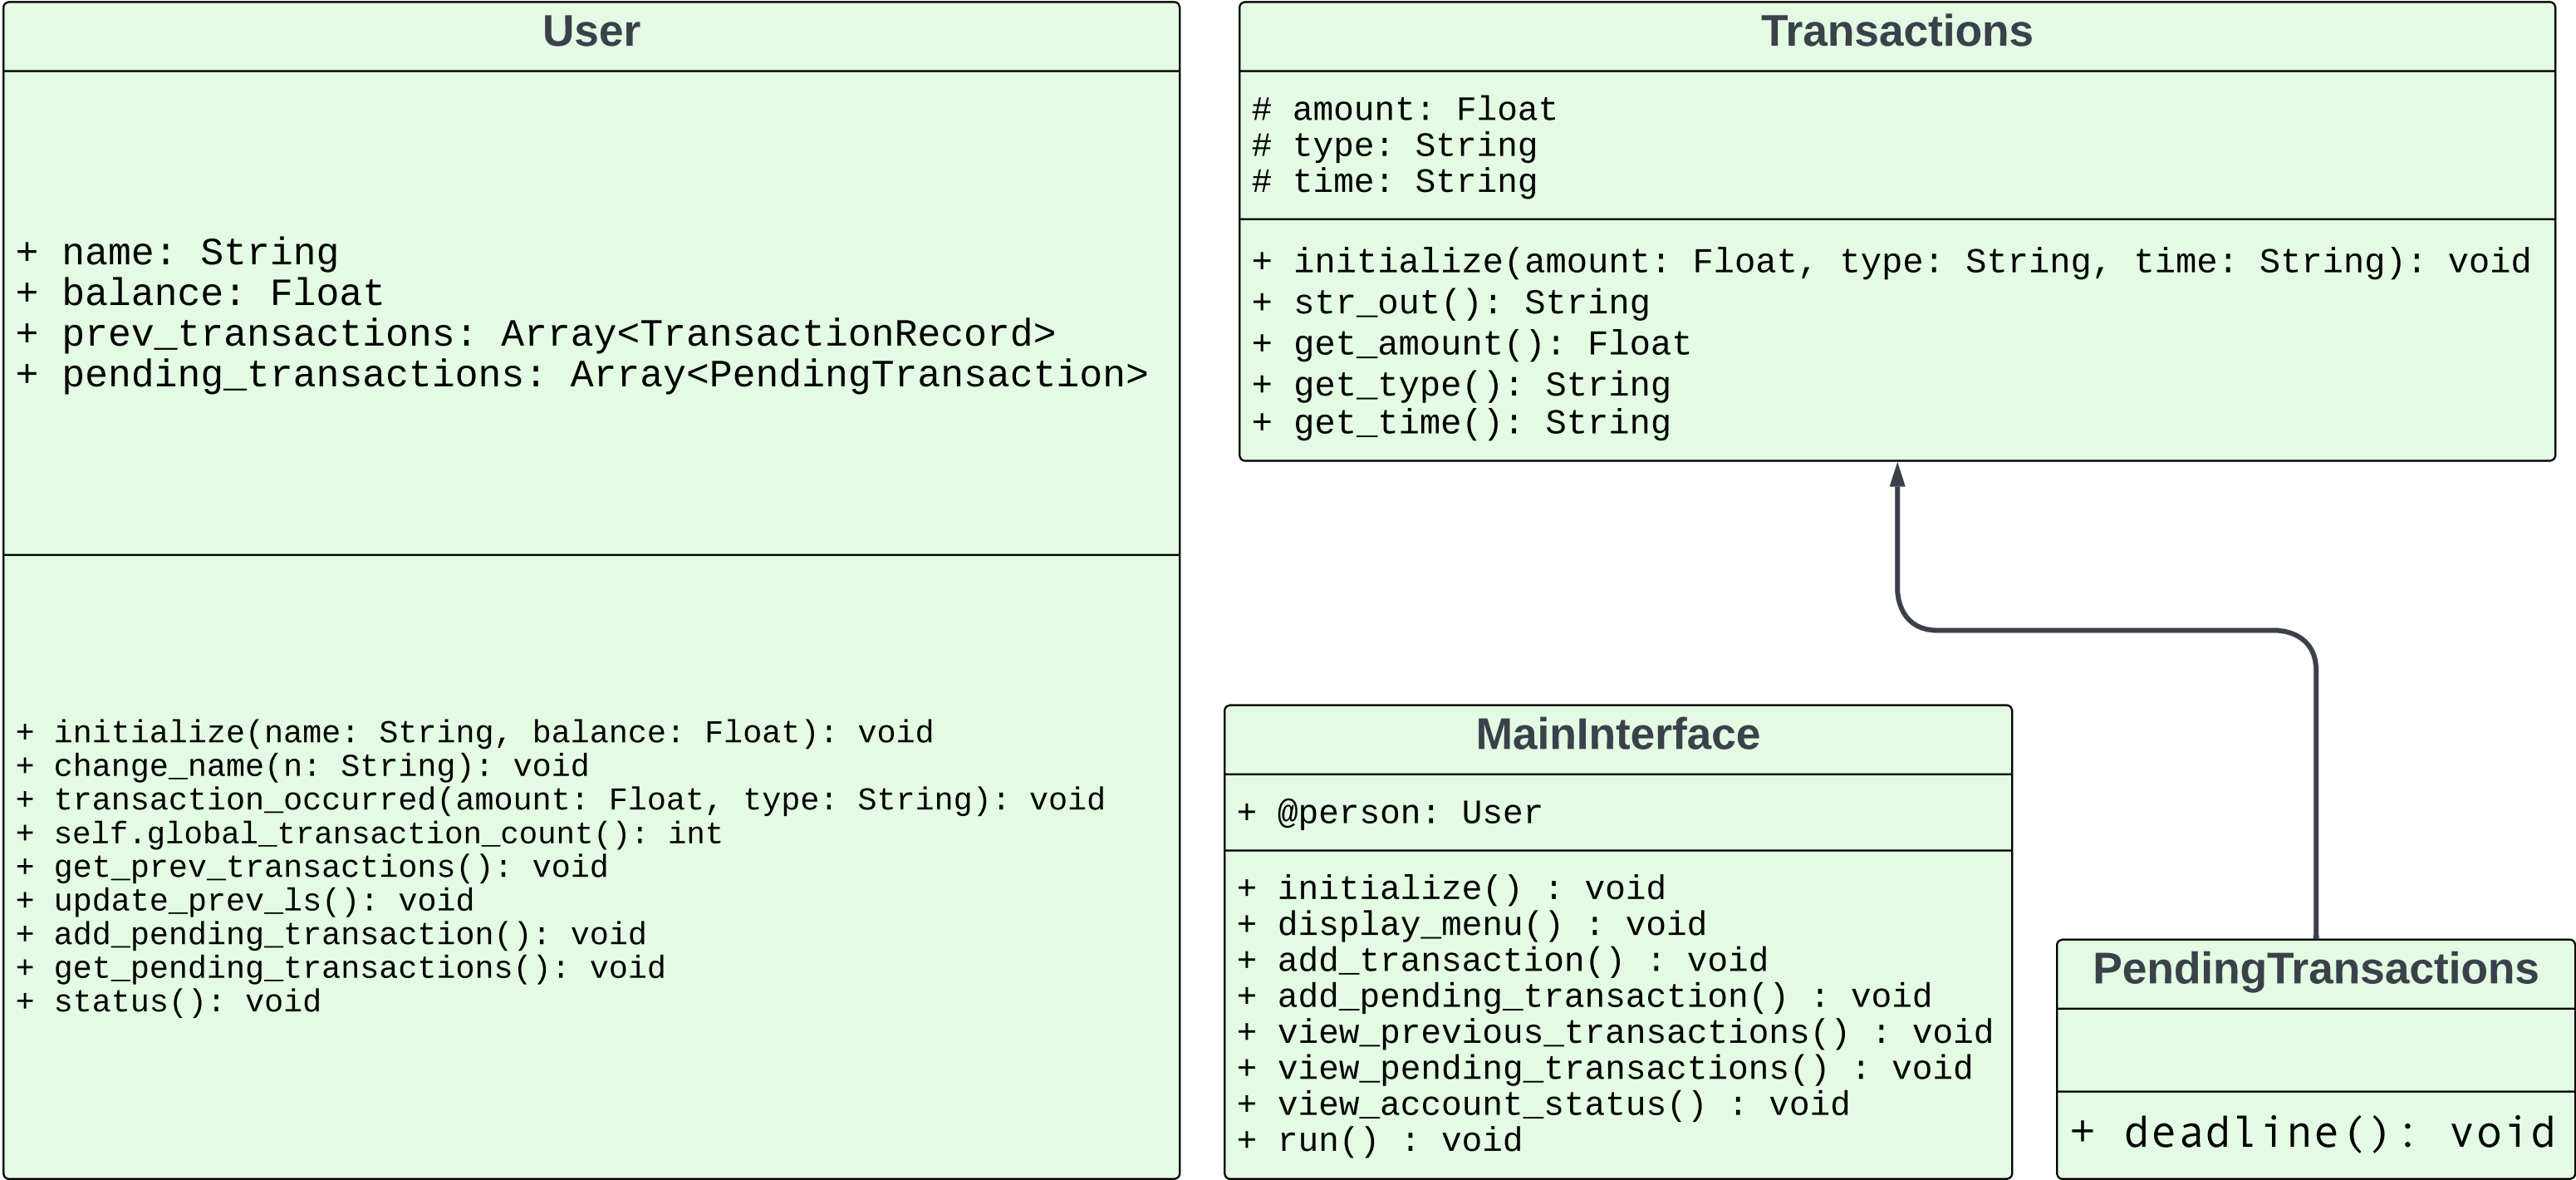 User
+ name: String
+ balance: Float
+ prev_transactions: Array<TransactionRecord>
+ pending_transactions: Array<PendingTransaction>
+ initialize(name: String, balance: Float): void
+ change_name(n: String): void
+ transaction_occurred(amount: Float, type: String): void
+ self.global_transaction_count(): int
+ get_prev_transactions(): void
+ update_prev_ls(): void
+ add_pending_transaction(): void
+ get_pending_transactions(): void
+ status(): void
Transactions
# amount: Float
# type: String
# time: String
+ initialize(amount: Float, type: String, time: String): void
+ str_out(): String
+ get_amount(): Float
+ get_type(): String
+ get_time(): String
MainInterface
+ @person: User
+ initialize() : void
+ display_menu() : void
+ add_transaction() : void
+ add_pending_transaction() : void
+ view_previous_transactions() : void
+ view_pending_transactions() : void
+ view_account_status() : void
+ run() : void
PendingTransactions
+ deadline(): void